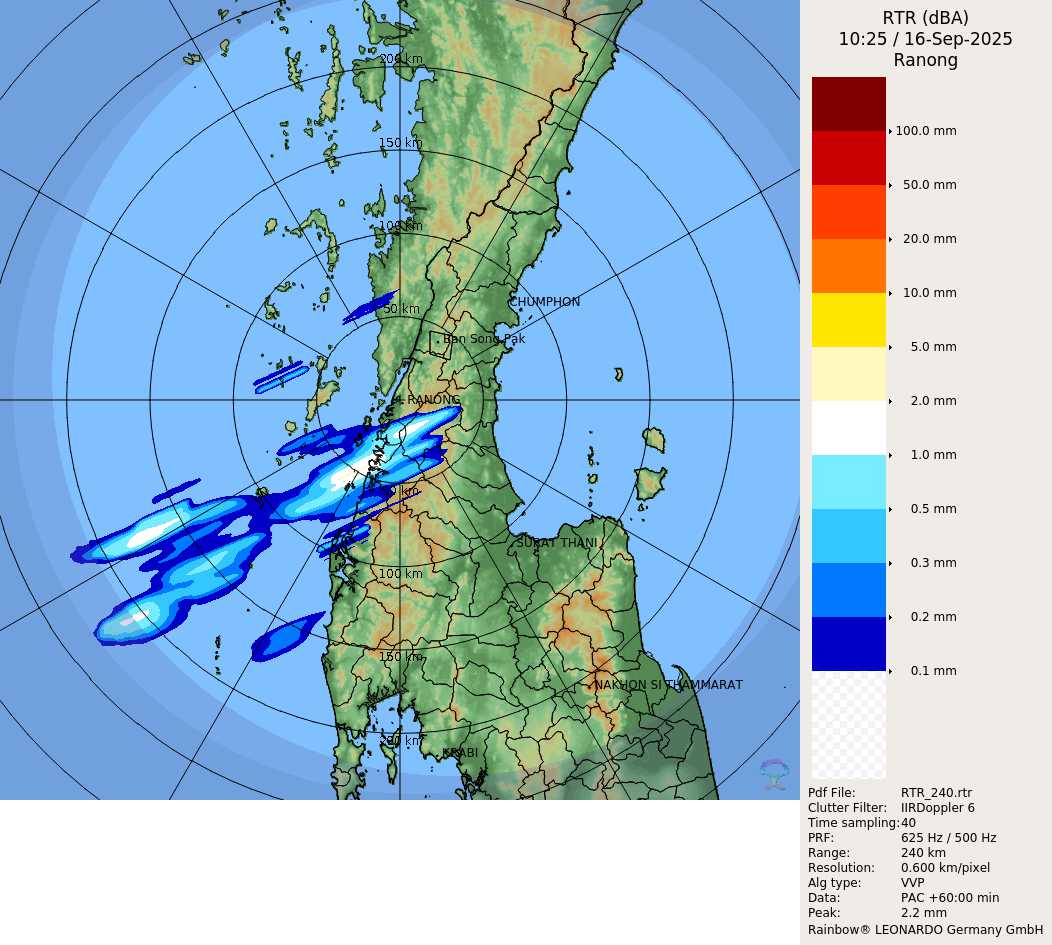 RTR (dBA)
10:25 / 16-Sep-2025
Ranong
200 km
150 km
100 km
50 km
CHUMPHON
Ban Song Pak
RANONG
50 km
SURAT THANI
100 km
150 km
NAKHON SI THAMMARAT
200 km
KRABI
100.0 mm
50.0 mm
20.0 mm
10.0 mm
5.0 mm
2.0 mm
1.0 mm
0.5 mm
0.3 mm
0.2 mm
0.1 mm
Pdf File: RTR_240.rtr
Clutter Filter: IIRDoppler 6
Time sampling:40
PRF: 625 Hz / 500 Hz
Range: 240 km
Resolution: 0.600 km/pixel
Alg type: VVP
Data: PAC +60:00 min
Peak: 2.2 mm
Rainbow® LEONARDO Germany GmbH